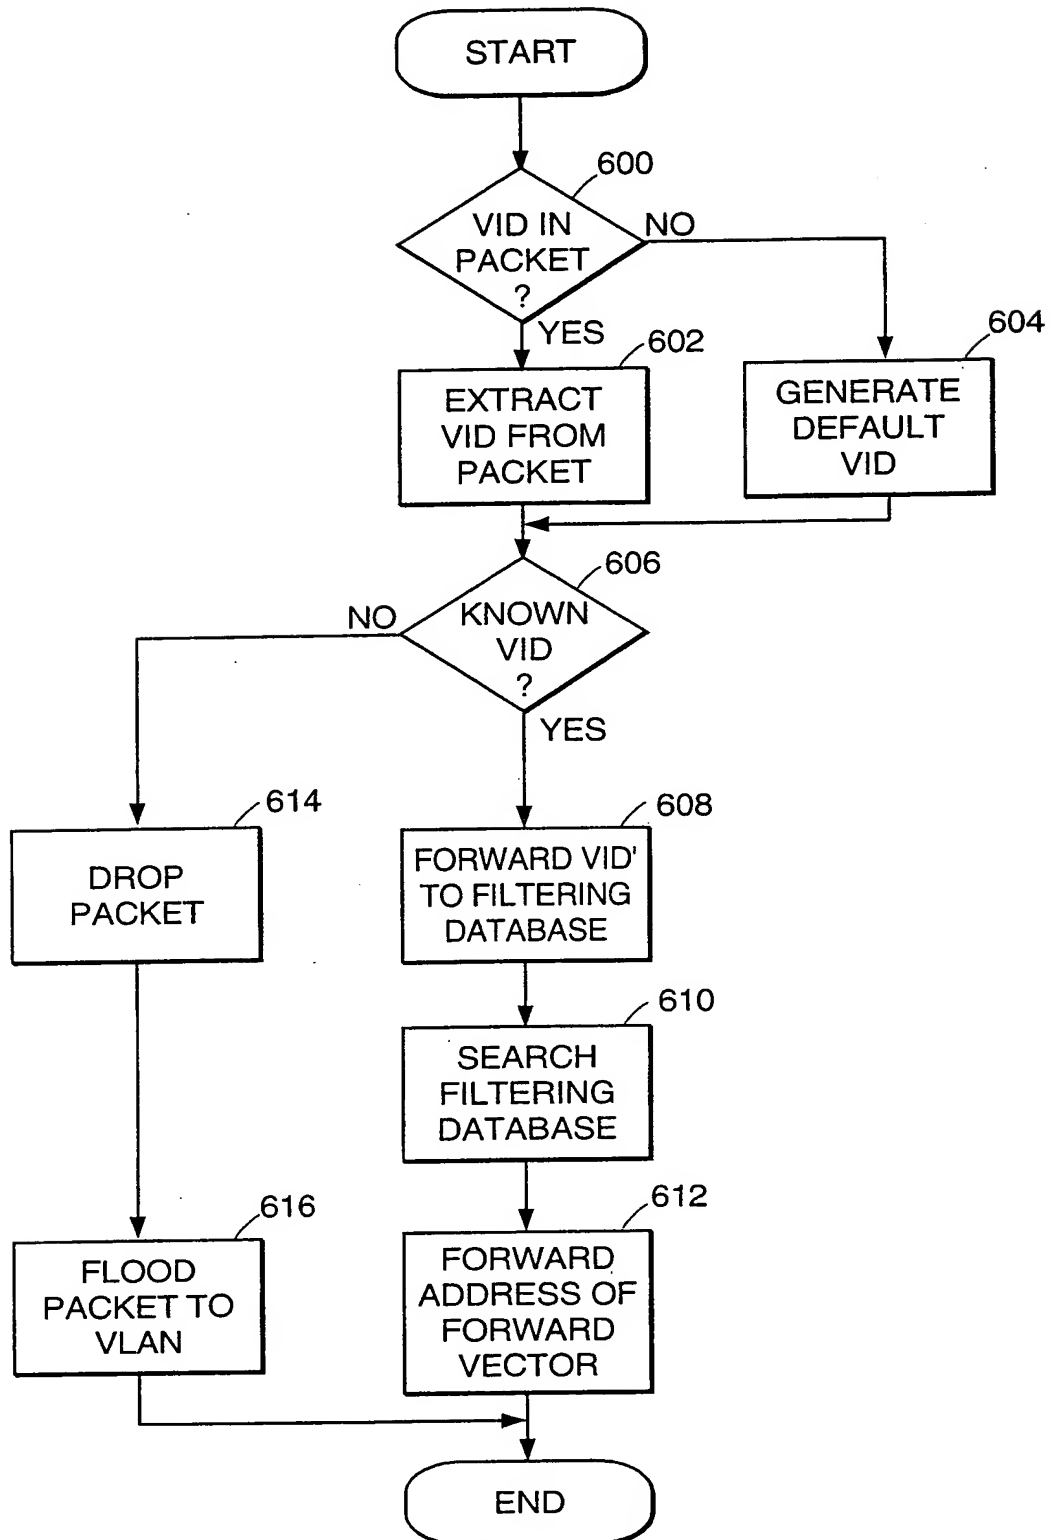 START
600
VID IN
PACKET
?
NO
YES
602
604
EXTRACT
VID FROM
PACKET
GENERATE
DEFAULT
VID
606
KNOWN
VID
?
NO
YES
614
608
DROP
PACKET
FORWARD VID'
TO FILTERING
DATABASE
610
SEARCH
FILTERING
DATABASE
616
612
FLOOD
PACKET TO
VLAN
FORWARD
ADDRESS OF
FORWARD
VECTOR
END